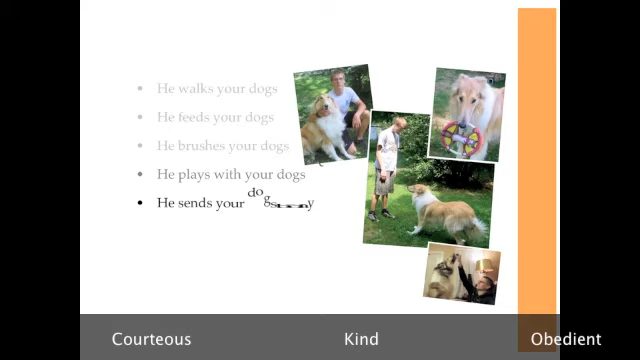 He walks your dogs
He feeds your dogs
He brushes your dogs
He plays with your dogs
He sends your dog
Courteous Kind Obedient